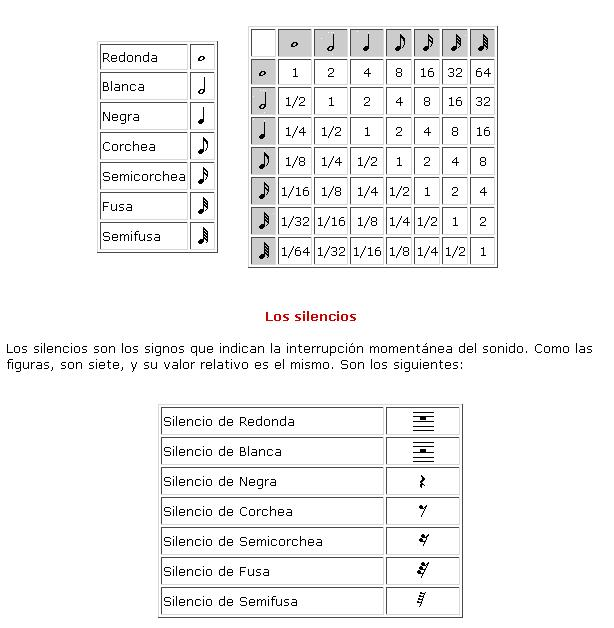 Redonda
Blanca
Negra
Corchea
Semicorchea
Fusa
Semifusa
1 2 4 8 16 32 64
1/2 1 2 4 8 16 32
1/4 1/2 1 2 4 8 16
1/8 1/4 1/2 1 2 4 8
1/16 1/8 1/4 1/2 1 2 4
1/32 1/16 1/8 1/4 1/2 1 2
1/64 1/32 1/16 1/8 1/4 1/2 1
Los silencios
Los silencios son los signos que indican la interrupción momentánea del sonido. Como las
figuras, son siete, y su valor relativo es el mismo. Son los siguientes:
Silencio de Redonda
Silencio de Blanca
Silencio de Negra
Silencio de Corchea
Silencio de Semicorchea
Silencio de Fusa
Silencio de Semifusa